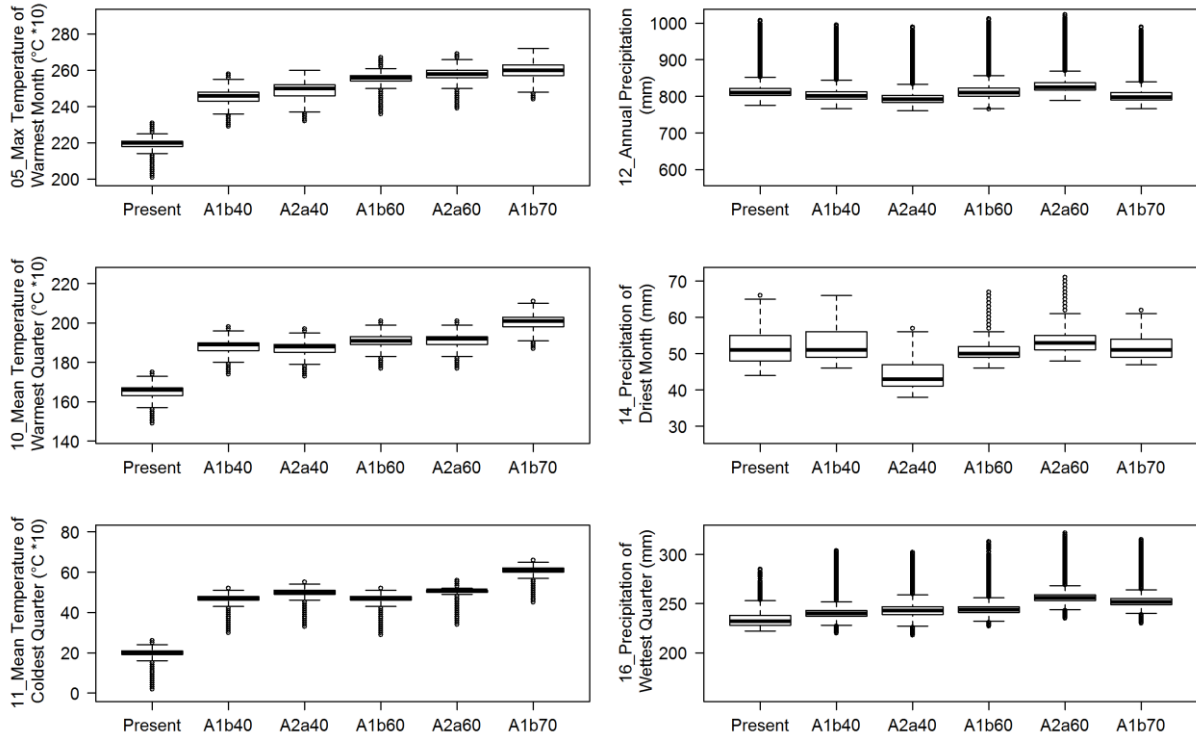 05_Max Temperature of
Warmest Month (°C *10)
280
260
240
220
200
Present A1b40 A2a40 A1b60 A2a60 A1b70
12_Annual Precipitation
(mm)
1000
900
800
700
600
Present A1b40 A2a40 A1b60 A2a60 A1b70
10_Mean Temperature of
Warmest Quarter (°C *10)
220
200
180
160
140
Present A1b40 A2a40 A1b60 A2a60 A1b70
14_Precipitation of
Driest Month (mm)
70
60
50
40
30
Present A1b40 A2a40 A1b60 A2a60 A1b70
11_Mean Temperature of
Coldest Quarter (°C *10)
80
60
40
20
0
Present A1b40 A2a40 A1b60 A2a60 A1b70
16_Precipitation of
Wettest Quarter (mm)
300
250
200
Present A1b40 A2a40 A1b60 A2a60 A1b70